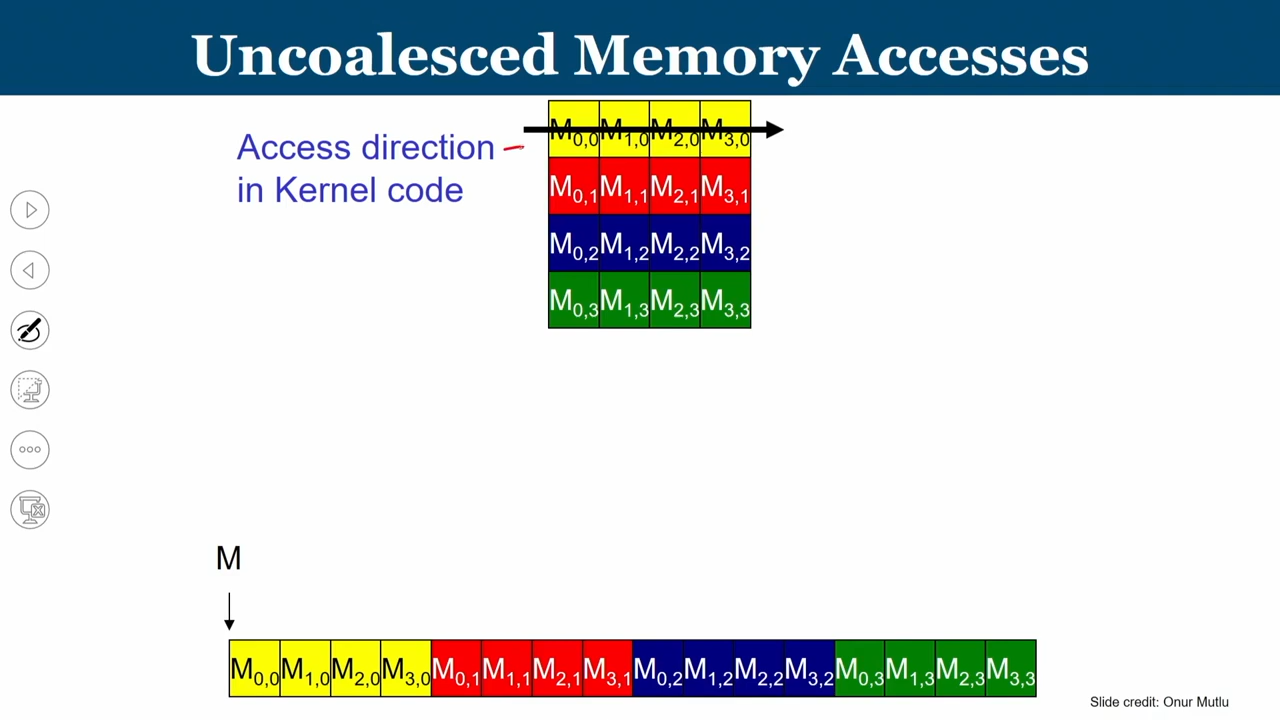 Uncoalesced Memory Accesses
Access direction
in Kernel code
M0,0 M1,0 M2,0 M3,0
M0,1 M1,1 M2,1 M3,1
M0,2 M1,2 M2,2 M3,2
M0,3 M1,3 M2,3 M3,3
M
M0,0 M1,0 M2,0 M3,0 M0,1 M1,1 M2,1 M3,1 M0,2 M1,2 M2,2 M3,2 M0,3 M1,3 M2,3 M3,3
Slide credit: Onur Mutlu